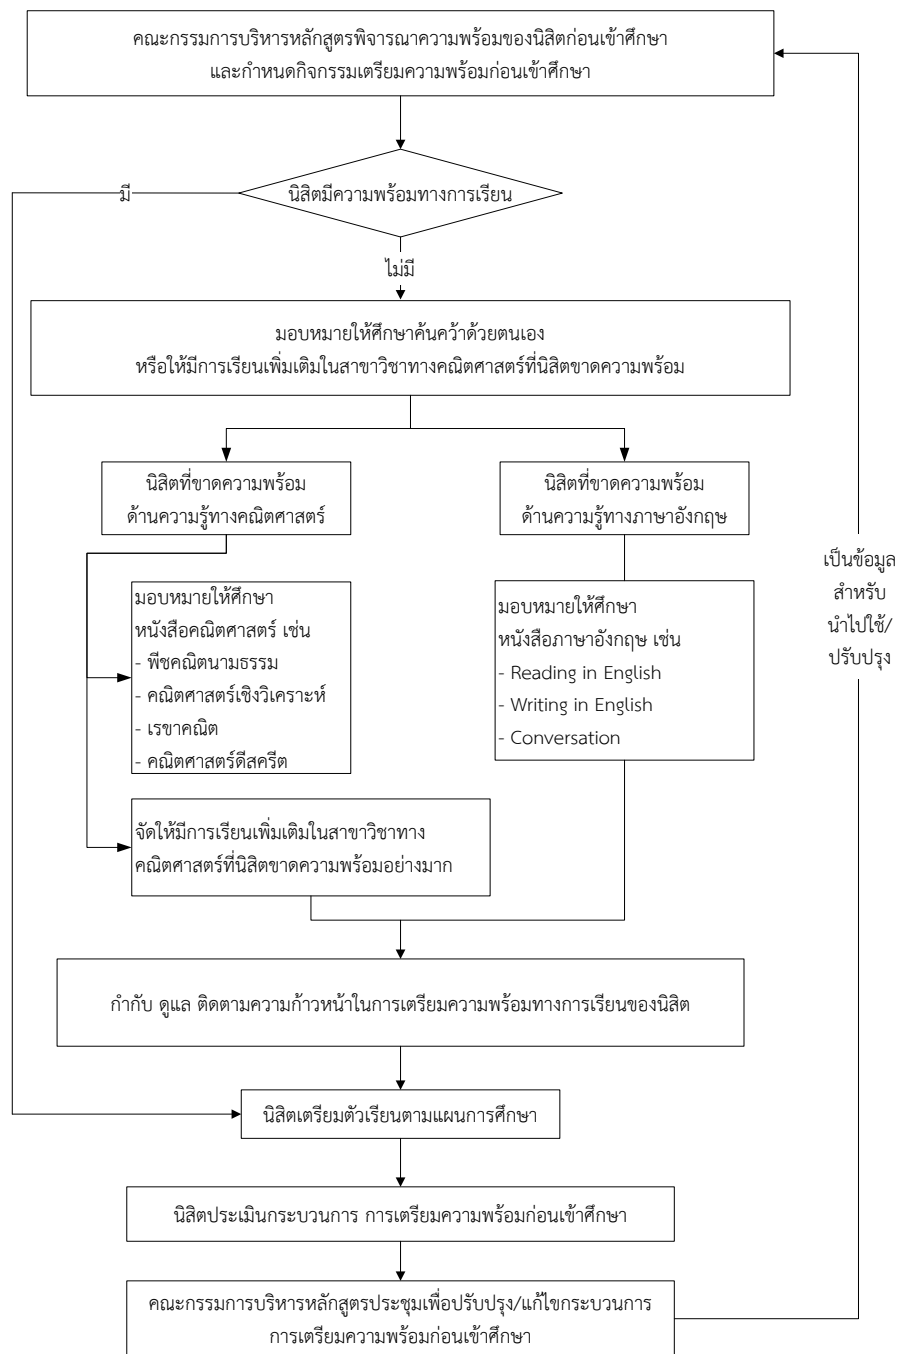 คณะกรรมการบริหารหลักสูตรพิจารณาความพร้อมของนิสิตก่อนเข้าศึกษา
และกำหนดกิจกรรมเตรียมความพร้อมก่อนเข้าศึกษา
มี
นิสิตมีความพร้อมทางการเรียน
ไม่มี
มอบหมายให้ศึกษาค้นคว้าด้วยตนเอง
หรือให้มีการเรียนเพิ่มเติมในสาขาวิชาทางคณิตศาสตร์ที่นิสิตขาดความพร้อม
นิสิตที่ขาดความพร้อม
ด้านความรู้ทางคณิตศาสตร์
นิสิตที่ขาดความพร้อม
ด้านความรู้ทางภาษาอังกฤษ
มอบหมายให้ศึกษา
หนังสือคณิตศาสตร์ เช่น
- พีชคณิตนามธรรม
- คณิตศาสตร์เชิงวิเคราะห์
- เรขาคณิต
- คณิตศาสตร์ดีสครีต
มอบหมายให้ศึกษา
หนังสือภาษาอังกฤษ เช่น
- Reading in English
- Writing in English
- Conversation
เป็นข้อมูล
สำหรับ
นำไปใช้/
ปรับปรุง
จัดให้มีการเรียนเพิ่มเติมในสาขาวิชาทาง
คณิตศาสตร์ที่นิสิตขาดความพร้อมอย่างมาก
กำกับ ดูแล ติดตามความก้าวหน้าในการเตรียมความพร้อมทางการเรียนของนิสิต
นิสิตเตรียมตัวเรียนตามแผนการศึกษา
นิสิตประเมินกระบวนการ การเตรียมความพร้อมก่อนเข้าศึกษา
คณะกรรมการบริหารหลักสูตรประชุมเพื่อปรับปรุง/แก้ไขกระบวนการ
การเตรียมความพร้อมก่อนเข้าศึกษา